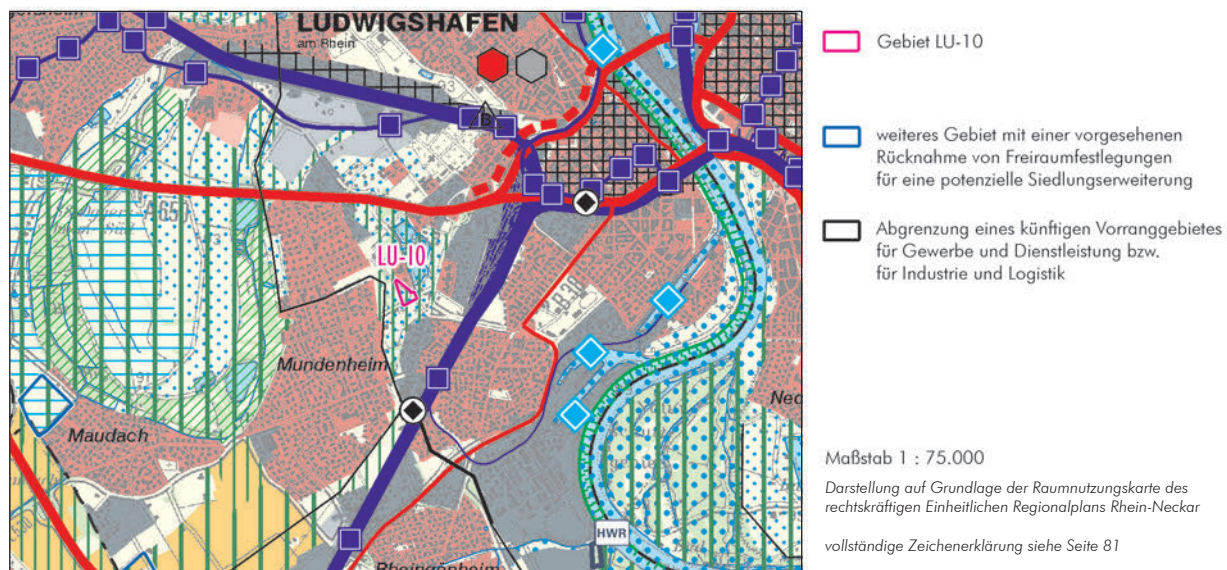 LUDWIGSHAFEN
am Rhein
B
A650
LU-10
B 38
Mundenheim
Maudach
HWR
Rheingönheim
Gebiet LU-10
weiteres Gebiet mit einer vorgesehenen
Rücknahme von Freiraumfestlegungen
für eine potenzielle Siedlungserweiterung
Abgrenzung eines künftigen Vorranggebietes
für Gewerbe und Dienstleistung bzw.
für Industrie und Logistik
Maßstab 1 : 75.000
Darstellung auf Grundlage der Raumnutzungskarte des
rechtskräftigen Einheitlichen Regionalplans Rhein-Neckar
vollständige Zeichenerklärung siehe Seite 81